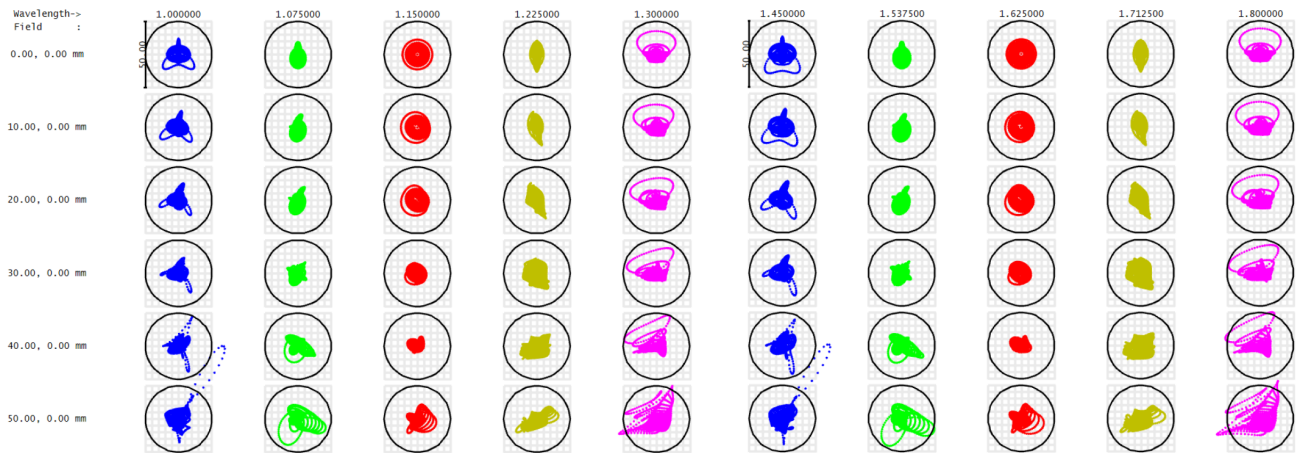 Wavelength-> 1.000000 1.075000 1.150000 1.225000 1.300000 1.450000 1.537500 1.625000 1.712500 1.800000
Field :
0.00, 0.00 mm 50.00 50.00
10.00, 0.00 mm
20.00, 0.00 mm
30.00, 0.00 mm
40.00, 0.00 mm
50.00, 0.00 mm